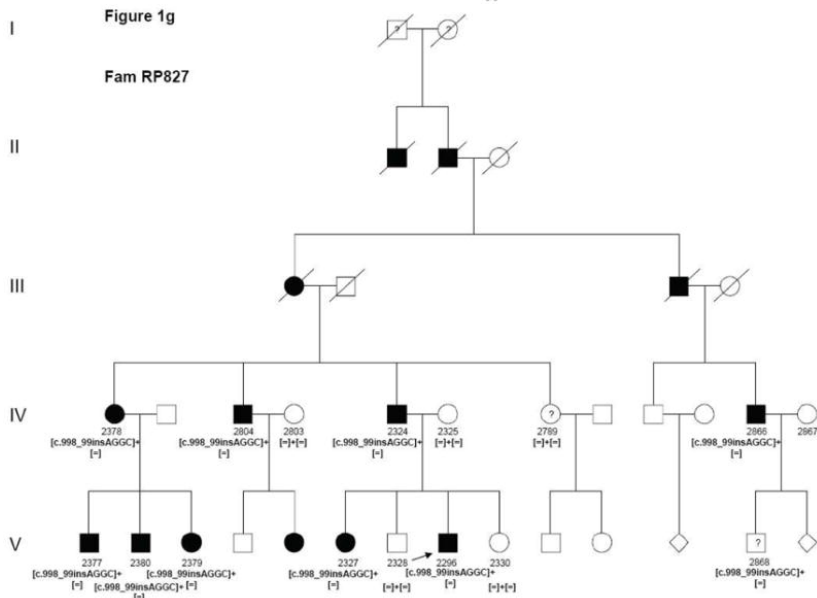 Figure 1g
I
? ?
Fam RP827
II
III
IV
?
2378 2804 2803 2324 2325 2789 2866 2867
[c.998_99insAGGC]+ [c.998_99insAGGC]+ [=]+[=] [c.998_99insAGGC]+ [=]+[=] [=]+[=] [c.998_99insAGGC]+
[=] [=] [=] [=]
V
?
2377 2380 2379 2327 2328 2296 2330 2868
[c.998_99insAGGC]+ [c.998_99insAGGC]+ [c.998_99insAGGC]+ [c.998_99insAGGC]+ [c.998_99insAGGC]+
[=] [c.998_99insAGGC]+ [=] [=] [=]+[=] [=] [=]+[=] [=]
[=]